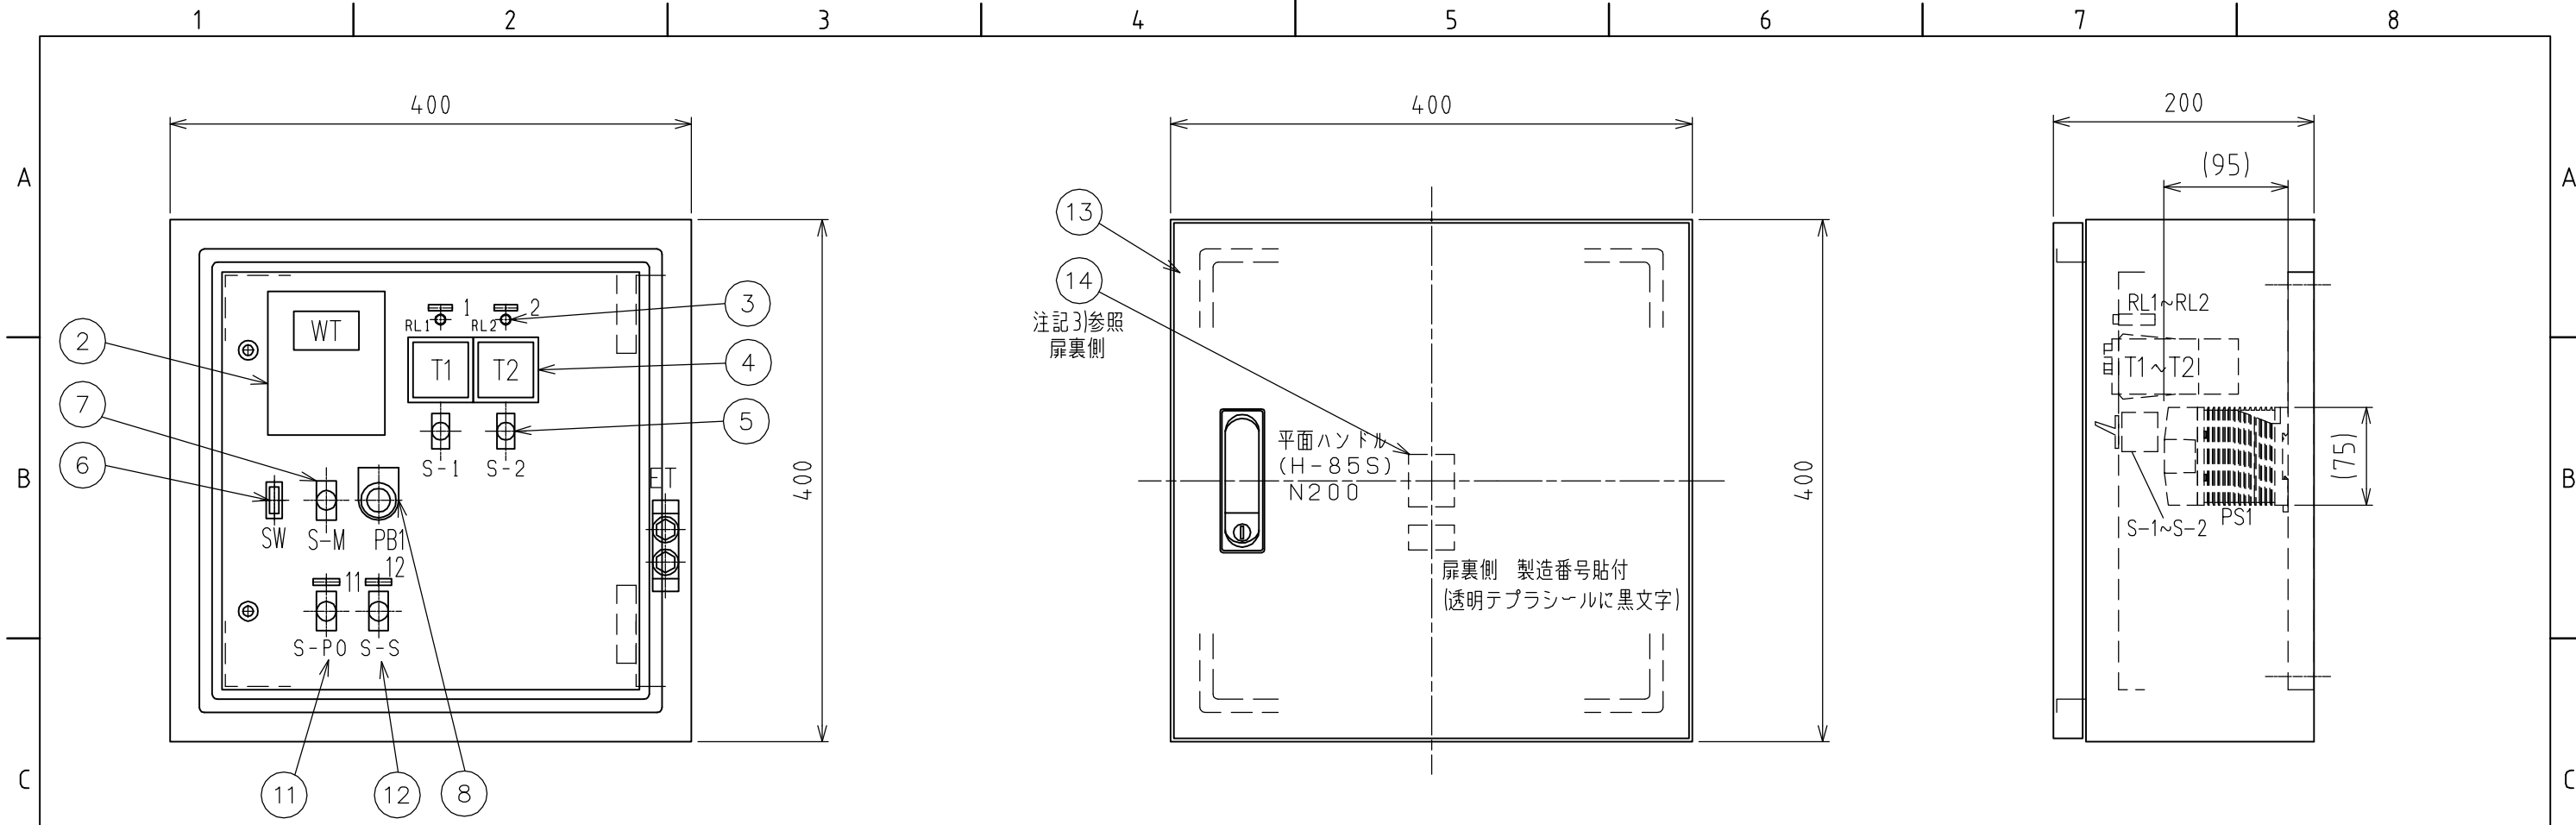 1 2 3 4 5 6 7 8
A
B
C
A
B
C
400
400
WT
RL1
1
RL2
2
T1
T2
S-1
S-2
SW
S-M
PB1
ET
11
12
S-PO
S-S
2
7
6
3
4
5
11
12
8
400
400
13
14
注記3)参照
扉裏側
平面ハンドル
(H-85S)
N200
扉裏側 製造番号貼付
(透明テプラシールに黒文字)
200
(95)
RL1~RL2
T1~T2
(75)
PS1
S-1~S-2